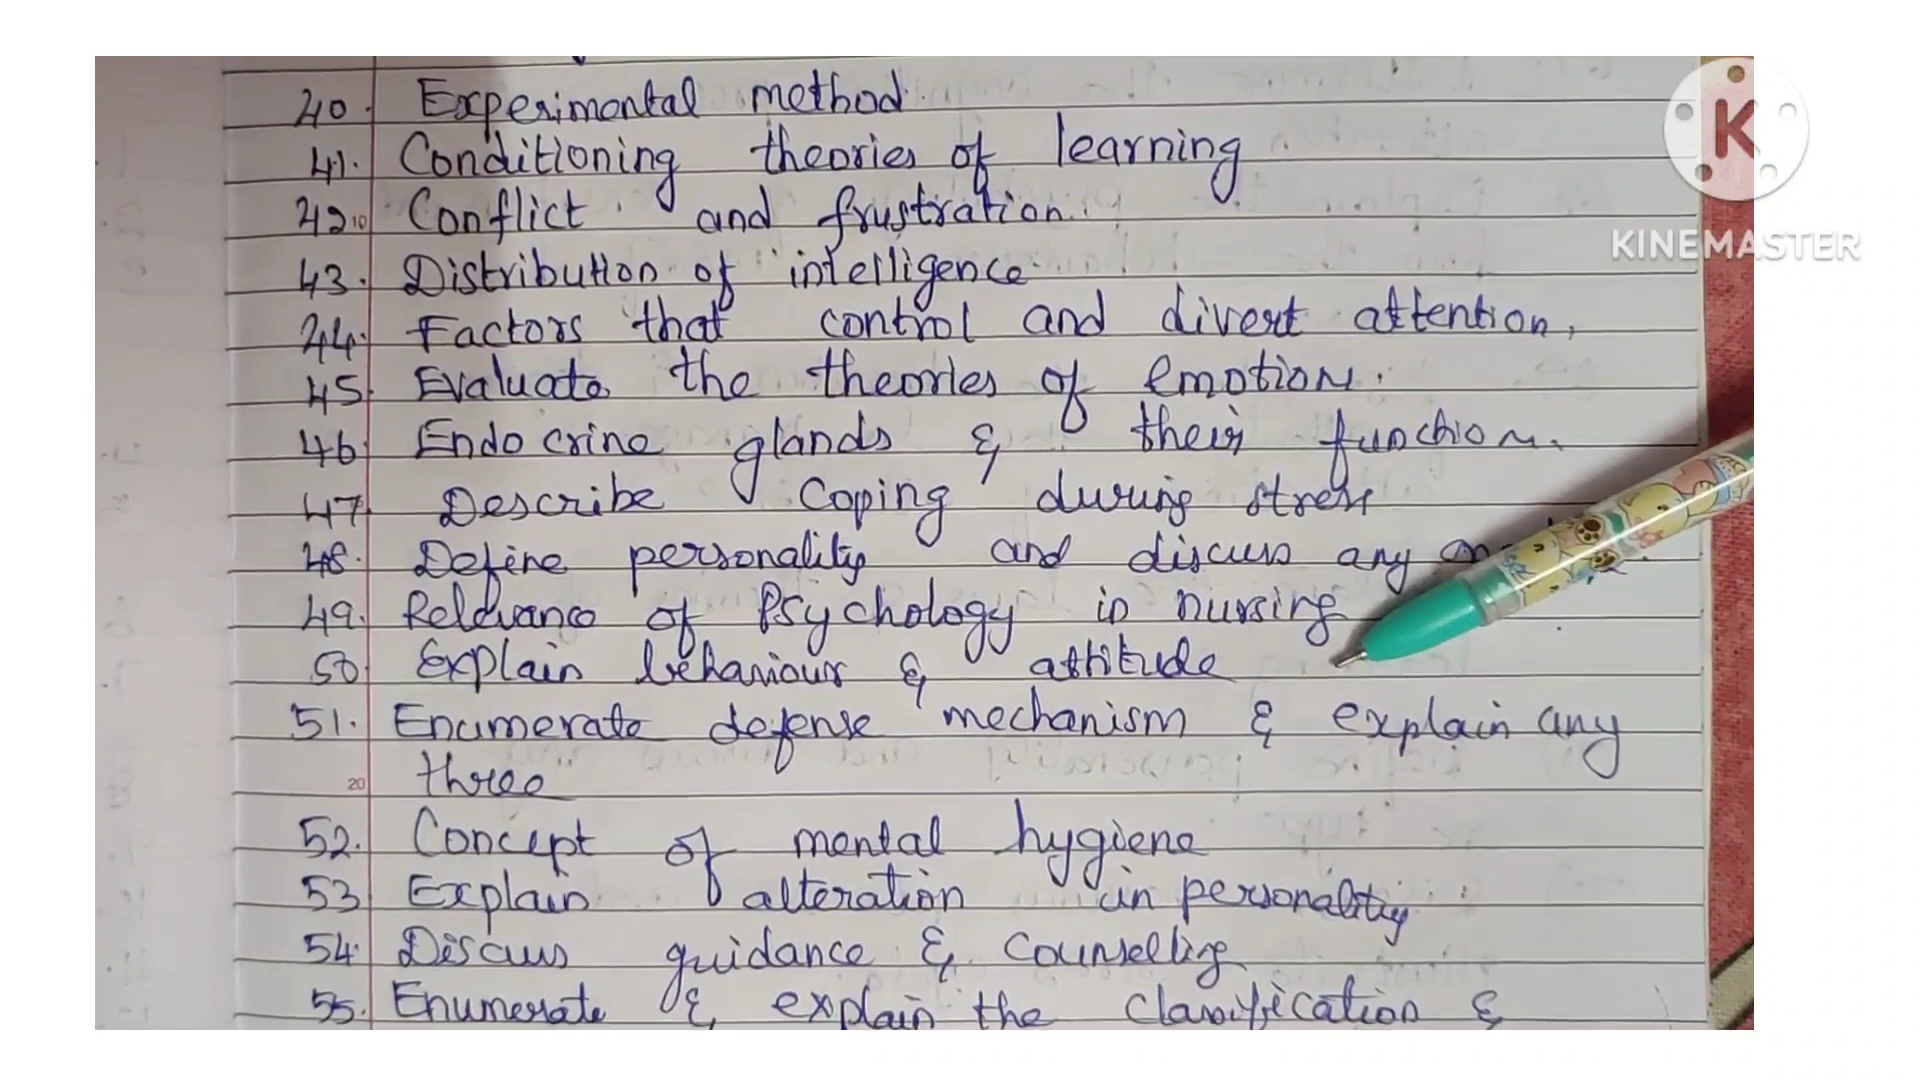 40. Experimental method.
K
41. Conditioning theories of learning
42. Conflict and frustration.
KINEMASTER
43. Distribution of intelligence
44. Factors that control and divert attention,
45. Evaluate the theories of emotion.
46. Endocrine glands & their function.
47. Describe Coping during stress
48. Define personality and discuss any
49. Relevance of Psychology in nursing
50. Explain behaviour & attitude
51. Enumerate defense mechanism & explain any
20 three
52. Concept of mental hygiene
53. Explain alteration in personality
54. Discuss guidance & Counselling
55. Enumerate & explain the classification &